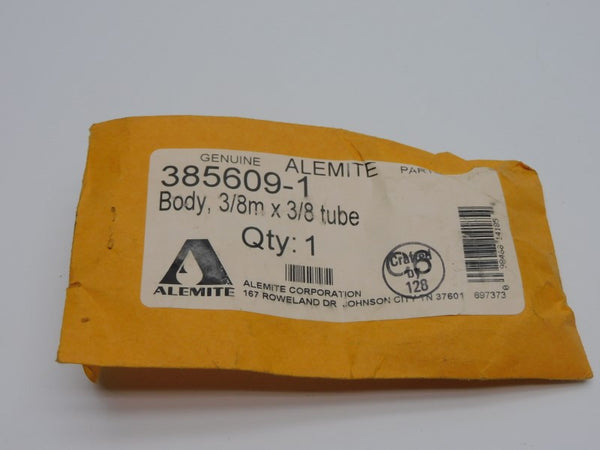 GENUINE ALEMITE PART
385609-1
Body, 3/8m x 3/8 tube
Qty: 1
ALEMITE
ALEMITE CORPORATION
167 ROWELAND DR JOHNSON CITY TN 37601 697373
by
128